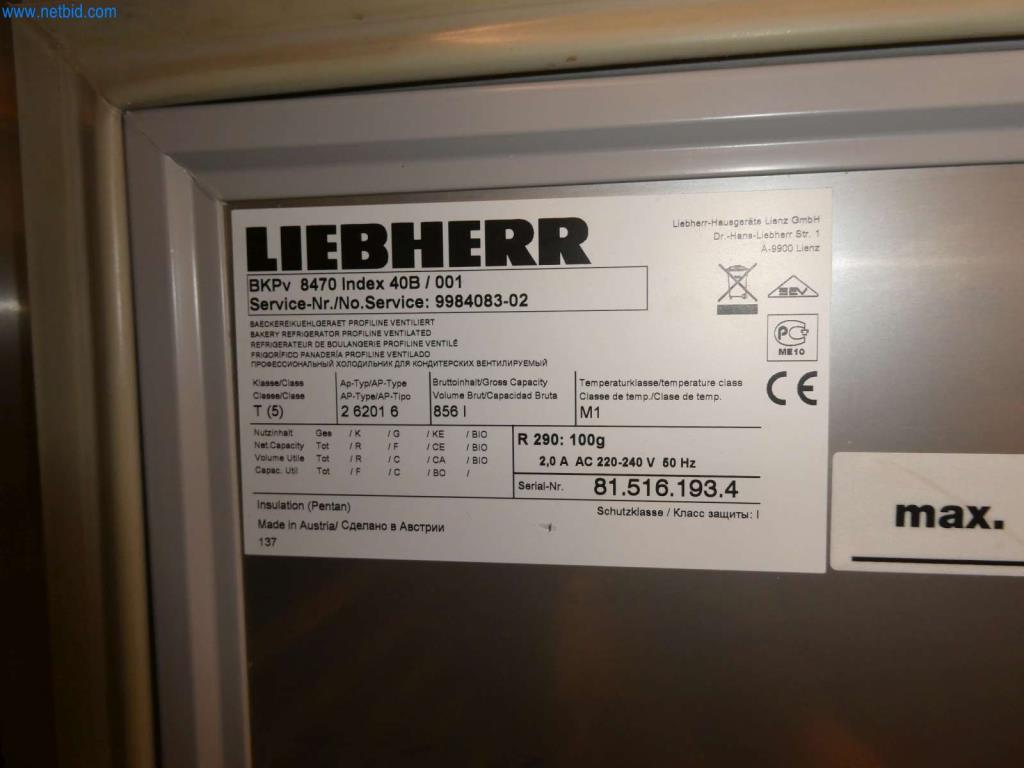 www.netbid.com
LIEBHERR
Liebherr-Hausgeräte Lienz GmbH
Dr.-Hans-Liebherr Str. 1
A-9900 Lienz
BKPv 8470 Index 40B / 001
Service-Nr./No.Service: 9984083-02
SEV
BAECKEREIKUEHLGERAET PROFILINE VENTILIERT
BAKERY REFRIGERATOR PROFILINE VENTILATED
REFRIGERATEUR DE BOULANGERIE PROFILINE VENTILÉ
FRIGORÍFICO PANADERÍA PROFILINE VENTILADO
ПРОФЕССИОНАЛЬНЫЙ ХОЛОДИЛЬНИК ДЛЯ КОНДИТЕРСКИХ ВЕНТИЛИРУЕМЫЙ
ME10
CE
Klasse/Class Ap-Typ/AP-Type Bruttoinhalt/Gross Capacity Temperaturklasse/temperature class
Classe/Clase AP-Type/AP-Tipo Volume Brut/Capacidad Bruta Classe de temp./Clase de temp.
T (5) 2 6201 6 856 l M1
Nutzinhalt Ges / K / G / KE / BIO
Net.Capacity Tot / R / F / CE / BIO
Volume Utile Tot / R / C / CA / BIO
Capac. Util Tot / F / C / BO /
R 290: 100g
2,0 A AC 220-240 V 50 Hz
Serial-Nr. 81.516.193.4
Insulation (Pentan)
Schutzklasse / Класс защиты: I
Made in Austria/ Сделано в Австрии
137
max.